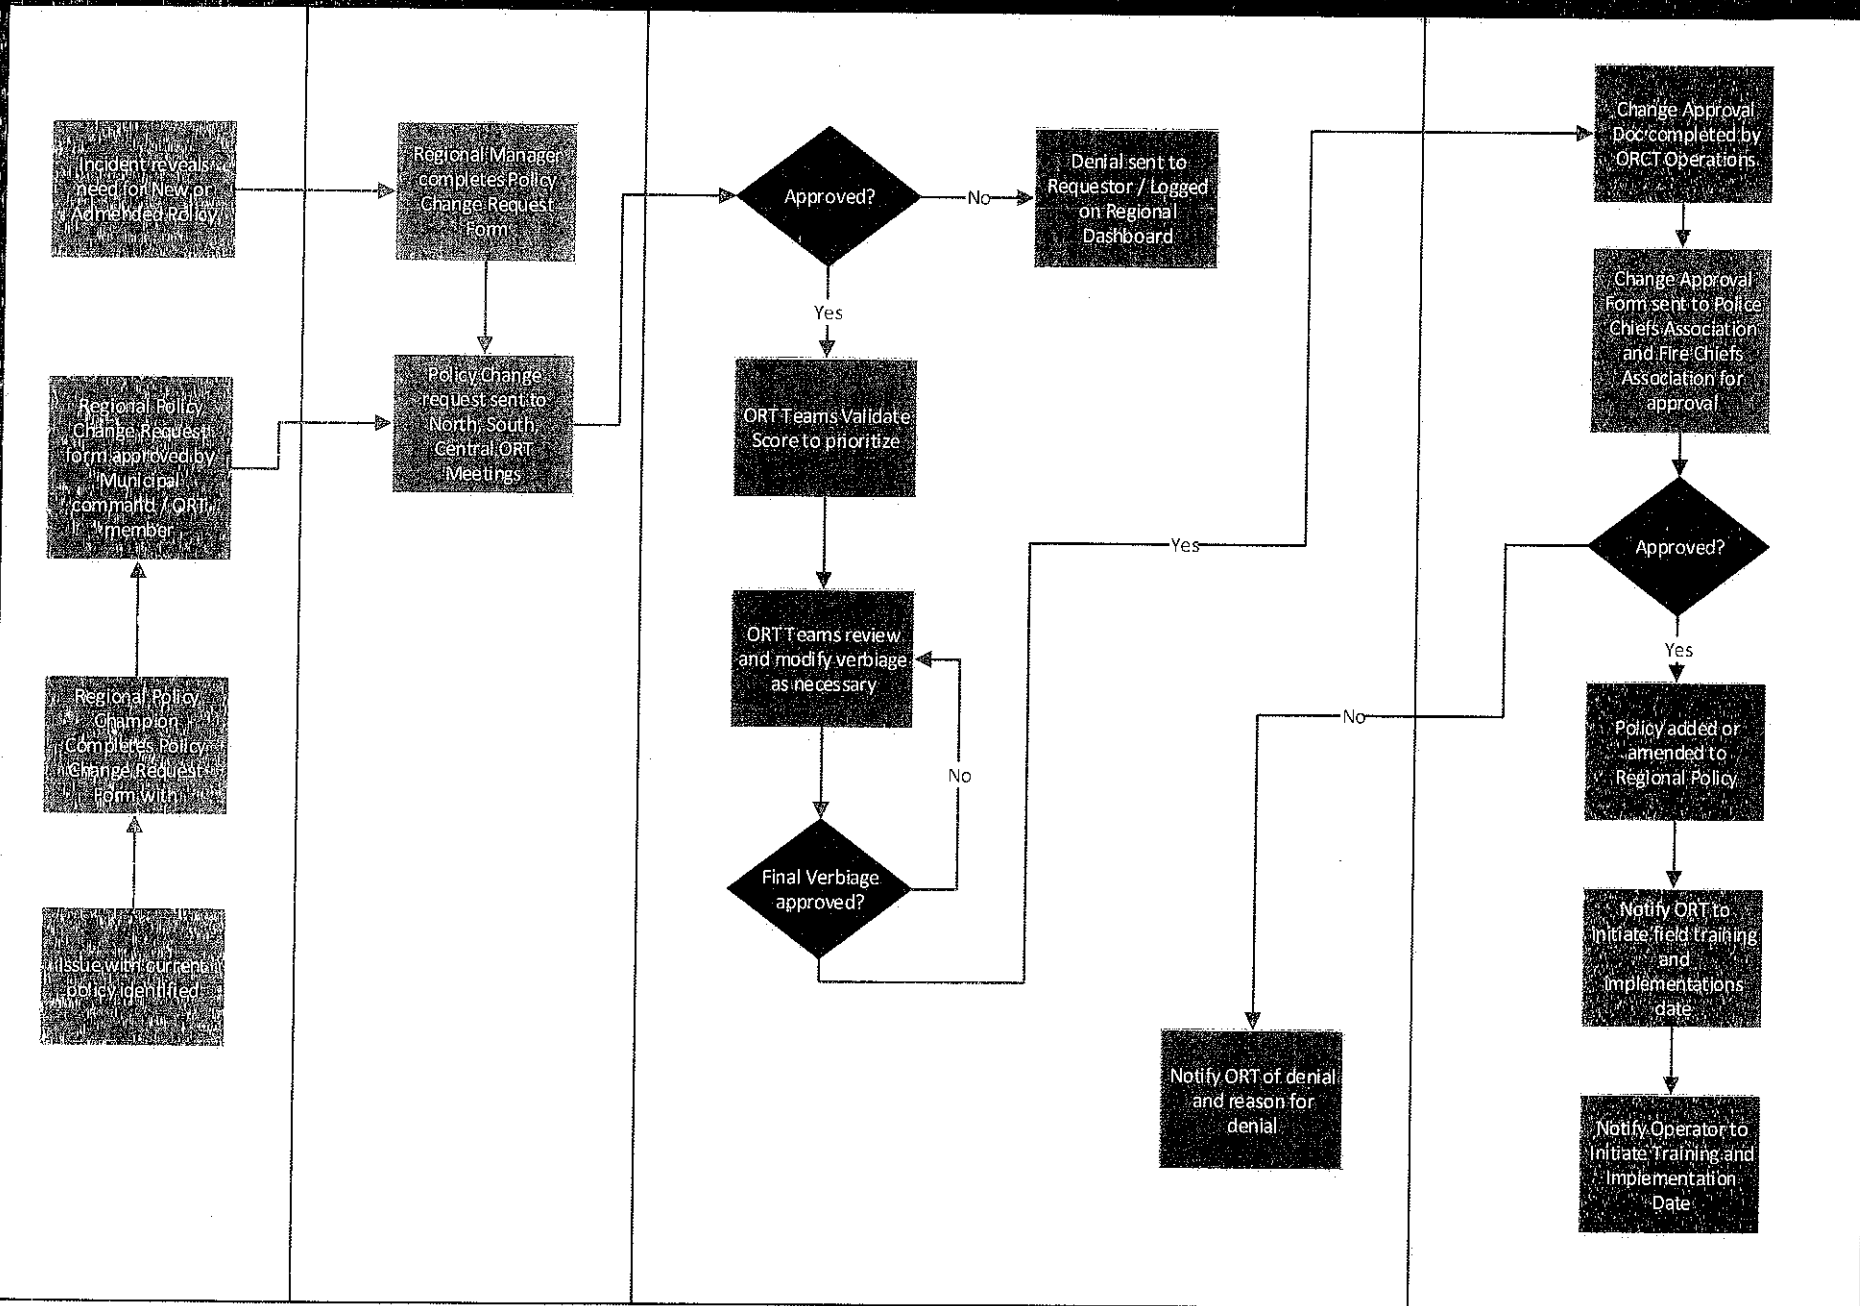 Incident reveals
need for New or
Admended Policy
Regional Policy
Change Request
form approved by
Municipal
command / ORT
member
Regional Policy
Champion
Completes Policy
Change Request
Form with
Issue with current
policy identified
Regional Manager
completes Policy
Change Request
Form
Policy Change
request sent to
North, South,
Central ORT
Meetings
Approved?
No
Denial sent to
Requestor / Logged
on Regional
Dashboard
Yes
ORT Teams Validate
Score to prioritize
ORT Teams review
and modify verbiage
as necessary
No
Final Verbiage
approved?
Yes
Notify ORT of denial
and reason for
denial
No
Change Approval
Doc completed by
ORCT Operations
Change Approval
Form sent to Police
Chiefs Association
and Fire Chiefs
Association for
approval
Approved?
Yes
Policy added or
amended to
Regional Policy
Notify ORT to
initiate field training
and
implementations
date
Notify Operator to
Initiate Training and
Implementation
Date